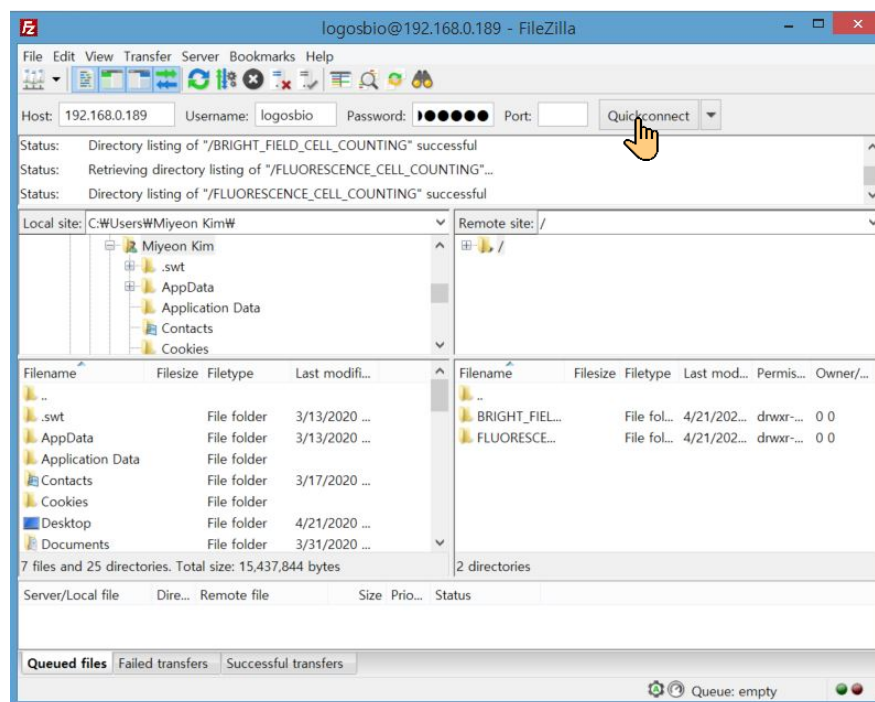 logosbio@192.168.0.189 - FileZilla
File Edit View Transfer Server Bookmarks Help
Host: 192.168.0.189 Username: logosbio Password: ●●●●●● Port: Quickconnect
Status: Directory listing of "/BRIGHT_FIELD_CELL_COUNTING" successful
Status: Retrieving directory listing of "/FLUORESCENCE_CELL_COUNTING"...
Status: Directory listing of "/FLUORESCENCE_CELL_COUNTING" successful
Local site: C:₩Users₩Miyeon Kim₩
Miyeon Kim
.swt
AppData
Application Data
Contacts
Cookies
Remote site: /
/
Filename Filesize Filetype Last modifi...
..
.swt File folder 3/13/2020 ...
AppData File folder 3/13/2020 ...
Application Data File folder
Contacts File folder 3/17/2020 ...
Cookies File folder
Desktop File folder 4/21/2020 ...
Documents File folder 3/31/2020 ...
7 files and 25 directories. Total size: 15,437,844 bytes
Filename Filesize Filetype Last mod... Permis... Owner/...
..
BRIGHT_FIEL... File fol... 4/21/202... drwxr-... 0 0
FLUORESCE... File fol... 4/21/202... drwxr-... 0 0
2 directories
Server/Local file Dire... Remote file Size Prio... Status
Queued files Failed transfers Successful transfers
Queue: empty